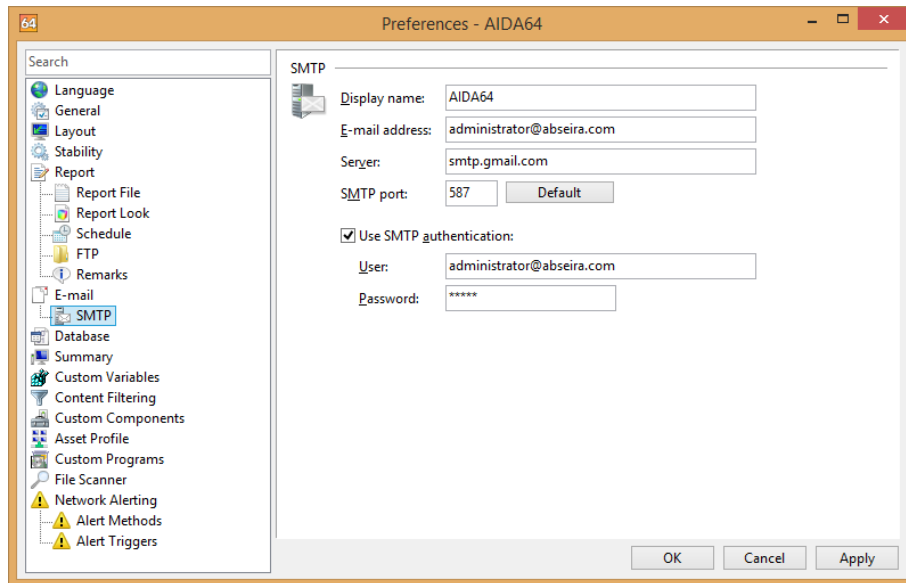 64
Preferences - AIDA64
Search
Language
General
Layout
Stability
Report
Report File
Report Look
Schedule
FTP
Remarks
E-mail
SMTP
Database
Summary
Custom Variables
Content Filtering
Custom Components
Asset Profile
Custom Programs
File Scanner
Network Alerting
Alert Methods
Alert Triggers
SMTP
Display name: AIDA64
E-mail address: administrator@abseira.com
Server: smtp.gmail.com
SMTP port: 587 Default
Use SMTP authentication:
User: administrator@abseira.com
Password: *****
OK Cancel Apply